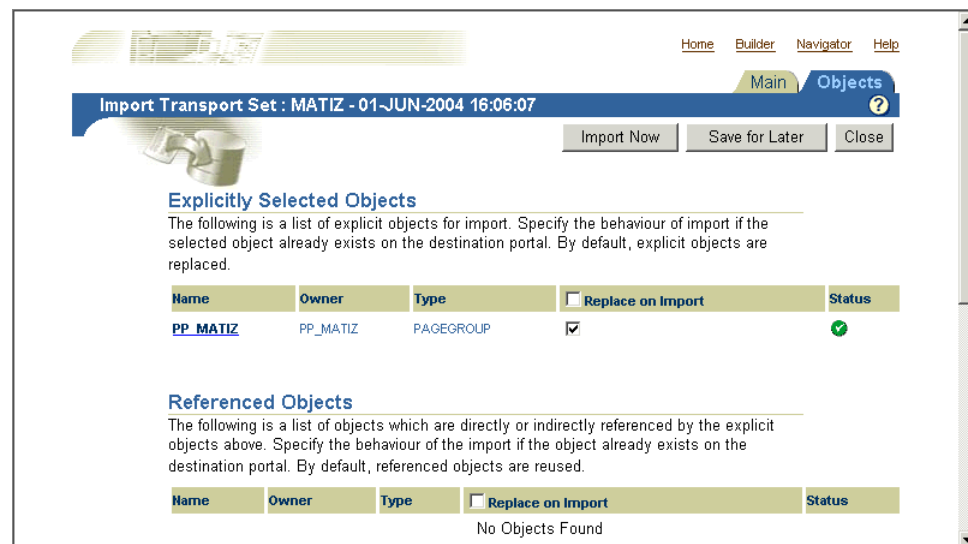 Home Builder Navigator Help
Main Objects
Import Transport Set : MATIZ - 01-JUN-2004 16:06:07 ?
Import Now Save for Later Close
Explicitly Selected Objects
The following is a list of explicit objects for import. Specify the behaviour of import if the
selected object already exists on the destination portal. By default, explicit objects are
replaced.
Name Owner Type Replace on Import Status
PP_MATIZ PP_MATIZ PAGEGROUP
Referenced Objects
The following is a list of objects which are directly or indirectly referenced by the explicit
objects above. Specify the behaviour of the import if the object already exists on the
destination portal. By default, referenced objects are reused.
Name Owner Type Replace on Import Status
No Objects Found